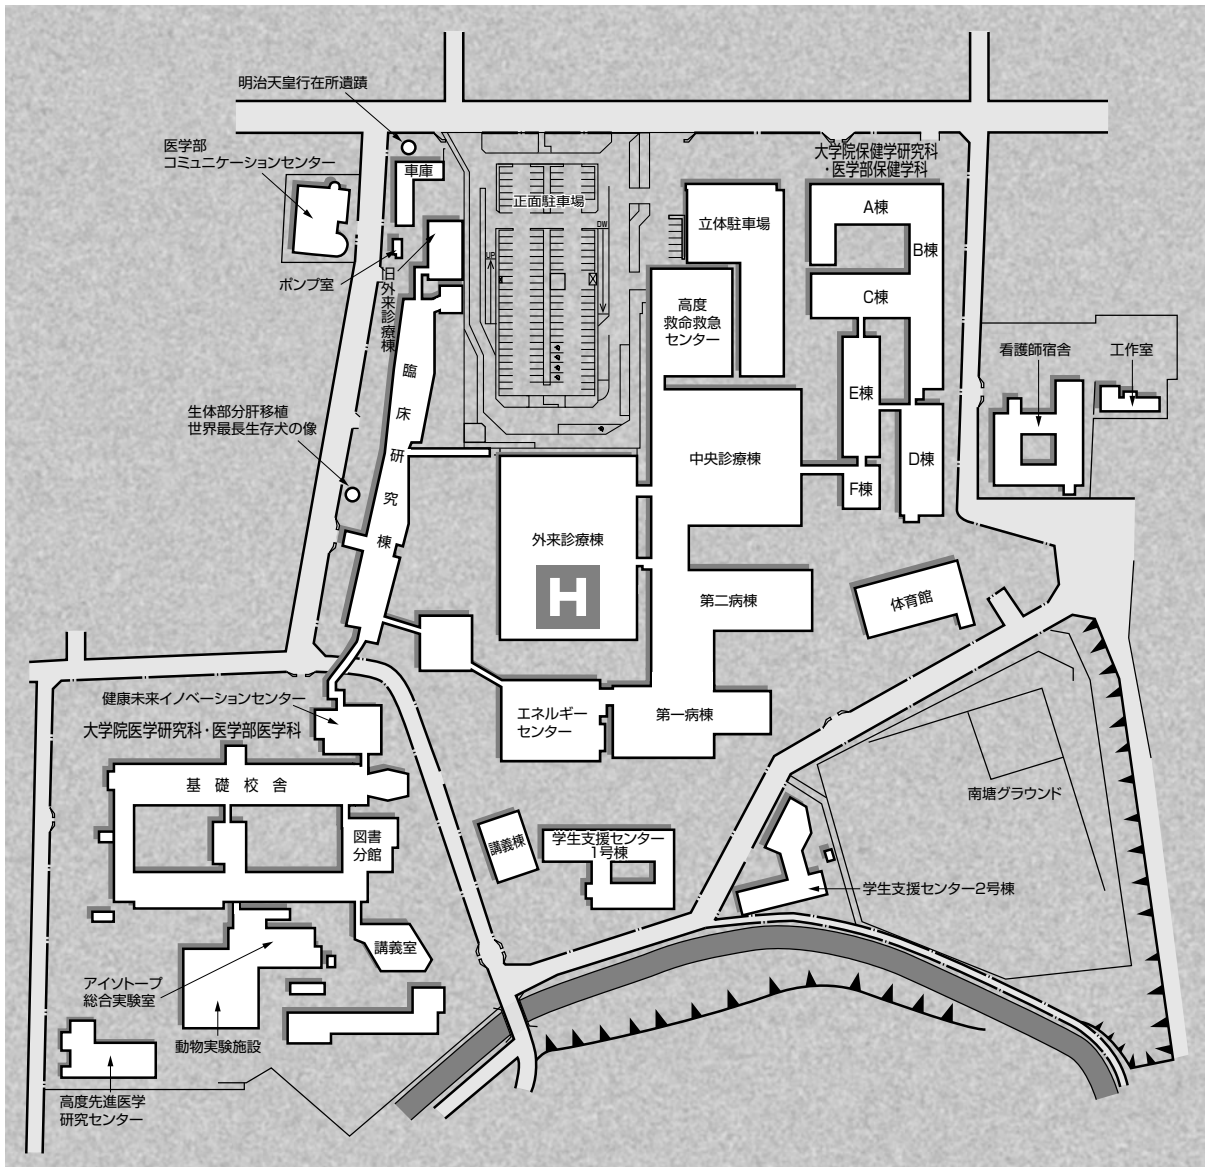 明治天皇行在所遺蹟
医学部
コミュニケーションセンター
車庫
大学院保健学研究科
・医学部保健学科
正面駐車場
立体駐車場
A棟
B棟
C棟
UP
DW
ポンプ室
旧外来診療棟
高度
救命救急
センター
看護師宿舎
工作室
臨床研究棟
E棟
生体部分肝移植
世界最長生存犬の像
中央診療棟
D棟
F棟
外来診療棟
H
第二病棟
体育館
健康未来イノベーションセンター
大学院医学研究科・医学部医学科
エネルギー
センター
第一病棟
基礎校舎
南塘グラウンド
図書
分館
講義棟
学生支援センター
1号棟
学生支援センター2号棟
講義室
アイソトープ
総合実験室
動物実験施設
高度先進医学
研究センター